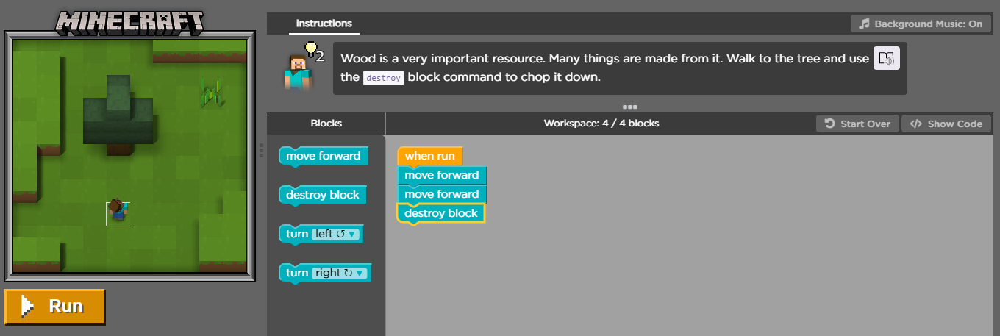 MINECRAFT
Instructions
Background Music: On
2
Wood is a very important resource. Many things are made from it. Walk to the tree and use
the destroy block command to chop it down.
Blocks
Workspace: 4 / 4 blocks
Start Over
</> Show Code
move forward
destroy block
turn left ↺ ▼
turn right ↻ ▼
when run
move forward
move forward
destroy block
Run